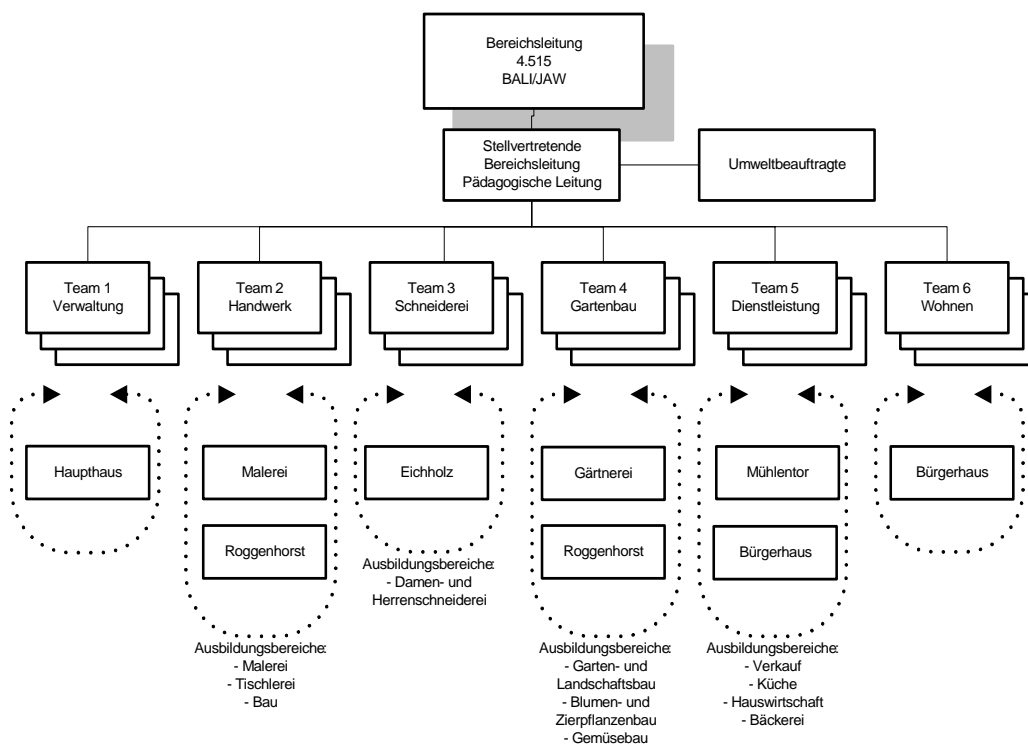 Bereichsleitung
4.515
BALI/JAW
Stellvertretende
Bereichsleitung
Pädagogische Leitung
Umweltbeauftragte
Team 1
Verwaltung
Team 2
Handwerk
Team 3
Schneiderei
Team 4
Gartenbau
Team 5
Dienstleistung
Team 6
Wohnen
Haupthaus
Malerei
Roggenhorst
Ausbildungsbereiche:
- Malerei
- Tischlerei
- Bau
Eichholz
Ausbildungsbereiche:
- Damen- und
Herrenschneiderei
Gärtnerei
Roggenhorst
Ausbildungsbereiche:
- Garten- und
Landschaftsbau
- Blumen- und
Zierpflanzenbau
- Gemüsebau
Mühlentor
Bürgerhaus
Ausbildungsbereiche:
- Verkauf
- Küche
- Hauswirtschaft
- Bäckerei
Bürgerhaus